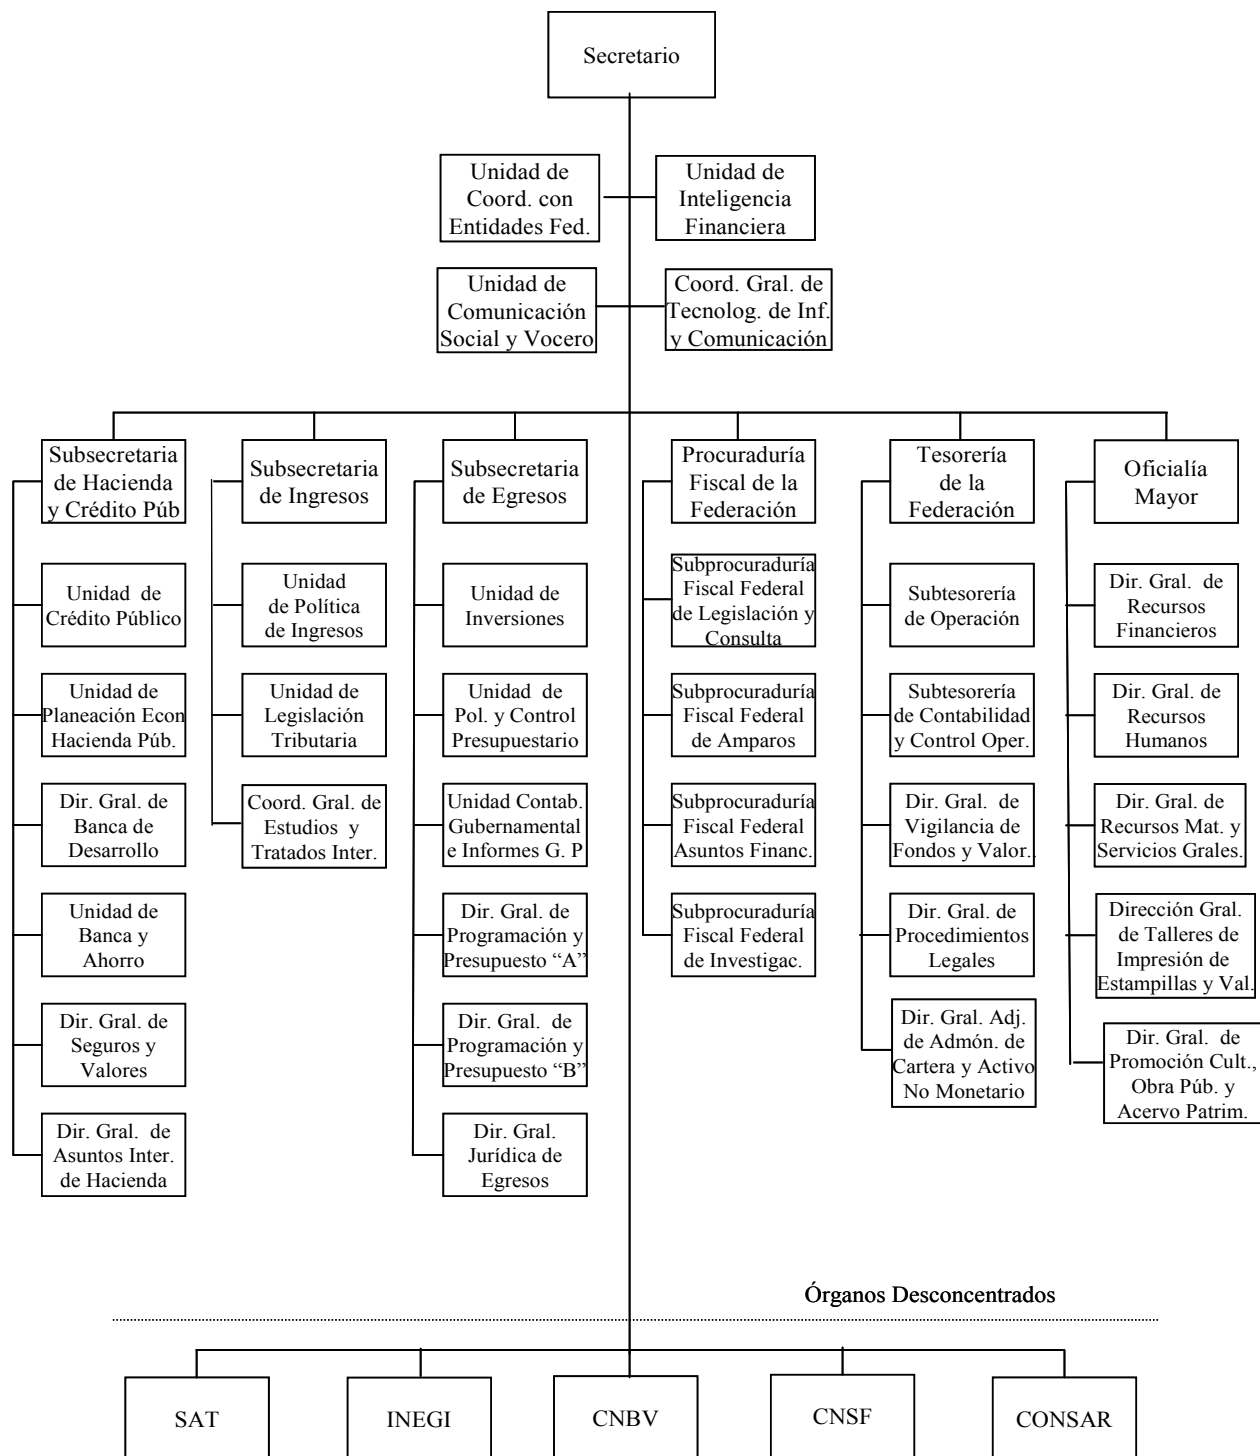 Secretario
Unidad de
Coord. con
Entidades Fed.
Unidad de
Inteligencia
Financiera
Unidad de
Comunicación
Social y Vocero
Coord. Gral. de
Tecnolog. de Inf.
y Comunicación
Subsecretaria
de Hacienda
y Crédito Púb
Subsecretaria
de Ingresos
Subsecretaria
de Egresos
Procuraduría
Fiscal de la
Federación
Tesorería
de la
Federación
Oficialía
Mayor
Unidad de
Crédito Público
Unidad
de Política
de Ingresos
Unidad de
Inversiones
Subprocuraduría
Fiscal Federal
de Legislación y
Consulta
Subtesorería
de Operación
Dir. Gral. de
Recursos
Financieros
Unidad de
Planeación Econ
Hacienda Púb.
Unidad de
Legislación
Tributaria
Unidad de
Pol. y Control
Presupuestario
Subprocuraduría
Fiscal Federal
de Amparos
Subtesorería
de Contabilidad
y Control Oper.
Dir. Gral. de
Recursos
Humanos
Dir. Gral. de
Banca de
Desarrollo
Coord. Gral. de
Estudios y
Tratados Inter.
Unidad Contab.
Gubernamental
e Informes G. P
Subprocuraduría
Fiscal Federal
Asuntos Financ.
Dir. Gral. de
Vigilancia de
Fondos y Valor..
Dir. Gral. de
Recursos Mat. y
Servicios Grales.
Unidad de
Banca y
Ahorro
Dir. Gral. de
Programación y
Presupuesto “A”
Subprocuraduría
Fiscal Federal
de Investigac.
Dir. Gral. de
Procedimientos
Legales
Dirección Gral.
de Talleres de
Impresión de
Estampillas y Val.
Dir. Gral. de
Seguros y
Valores
Dir. Gral. de
Programación y
Presupuesto “B”
Dir. Gral. Adj.
de Admón. de
Cartera y Activo
No Monetario
Dir. Gral. de
Promoción Cult.,
Obra Púb. y
Acervo Patrim.
Dir. Gral. de
Asuntos Inter.
de Hacienda
Dir. Gral.
Jurídica de
Egresos
Órganos Desconcentrados
SAT
INEGI
CNBV
CNSF
CONSAR